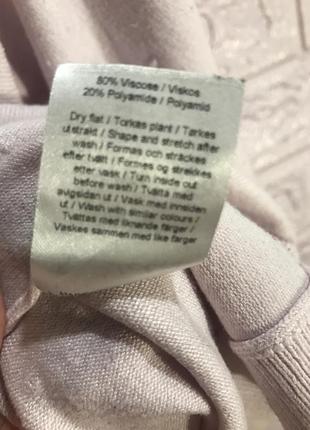 80% Viscose / Viskos
20% Polyamide / Polyamid
Dry flat / Torkas plant / Tørkes
utstrakt / Shape and stretch after
wash / Formas och sträckes
efter tvätt / Formes og strekkes
etter vask / Turn inside out
before wash / Tvätta med
avigsidan ut / Vask med innsiden
ut / Wash with similar colours /
Tvättas med liknande färger /
Vaskes sammen med like farger